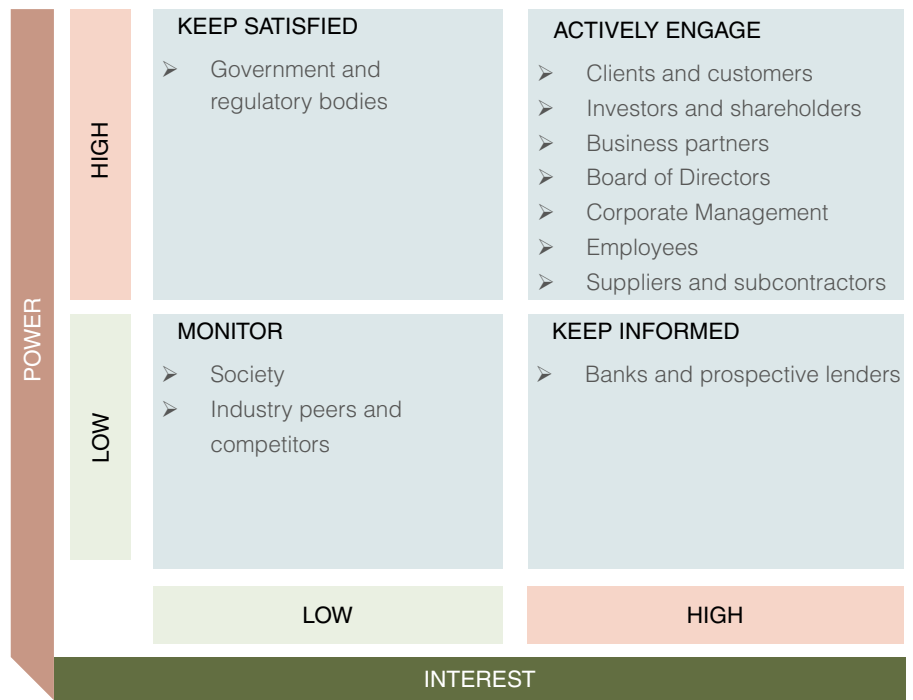 POWER
HIGH
KEEP SATISFIED
➢ Government and
regulatory bodies
ACTIVELY ENGAGE
➢ Clients and customers
➢ Investors and shareholders
➢ Business partners
➢ Board of Directors
➢ Corporate Management
➢ Employees
➢ Suppliers and subcontractors
LOW
MONITOR
➢ Society
➢ Industry peers and
competitors
KEEP INFORMED
➢ Banks and prospective lenders
LOW
HIGH
INTEREST